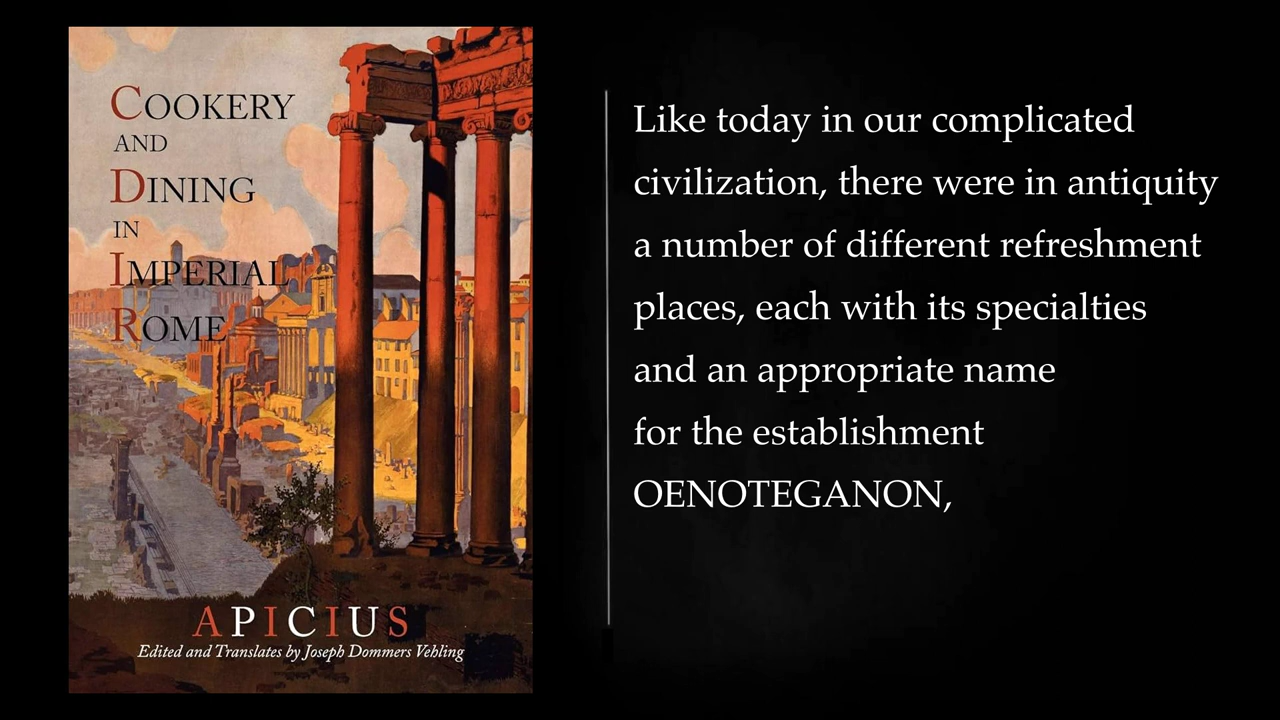 COOKERY
AND
DINING
IN
IMPERIAL
ROME
APICIUS
Edited and Translates by Joseph Dommers Vehling
Like today in our complicated
civilization, there were in antiquity
a number of different refreshment
places, each with its specialties
and an appropriate name
for the establishment
OENOTEGANON,